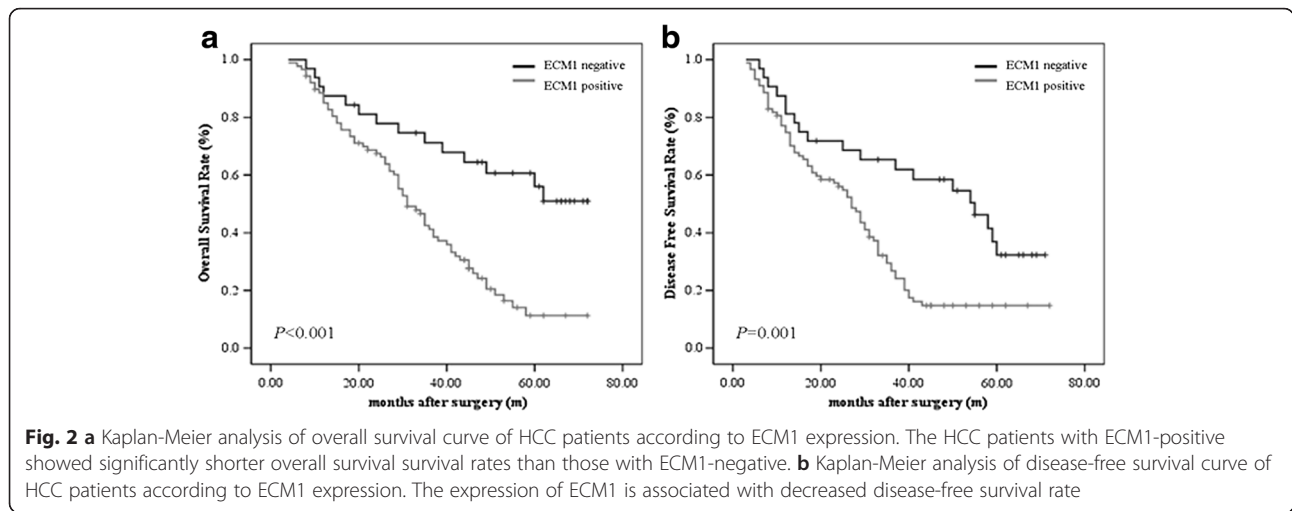 a
b
1.0
0.8
0.6
0.4
0.2
0.0
Overall Survival Rate (%)
ECM1 negative
ECM1 positive
P<0.001
0.00 20.00 40.00 60.00 80.00
months after surgery (m)
1.0
0.8
0.6
0.4
0.2
0.0
Disease Free Survival Rate (%)
ECM1 negative
ECM1 positive
P=0.001
0.00 20.00 40.00 60.00 80.00
months after surgery (m)
Fig. 2 a Kaplan-Meier analysis of overall survival curve of HCC patients according to ECM1 expression. The HCC patients with ECM1-positive
showed significantly shorter overall survival survival rates than those with ECM1-negative. b Kaplan-Meier analysis of disease-free survival curve of
HCC patients according to ECM1 expression. The expression of ECM1 is associated with decreased disease-free survival rate